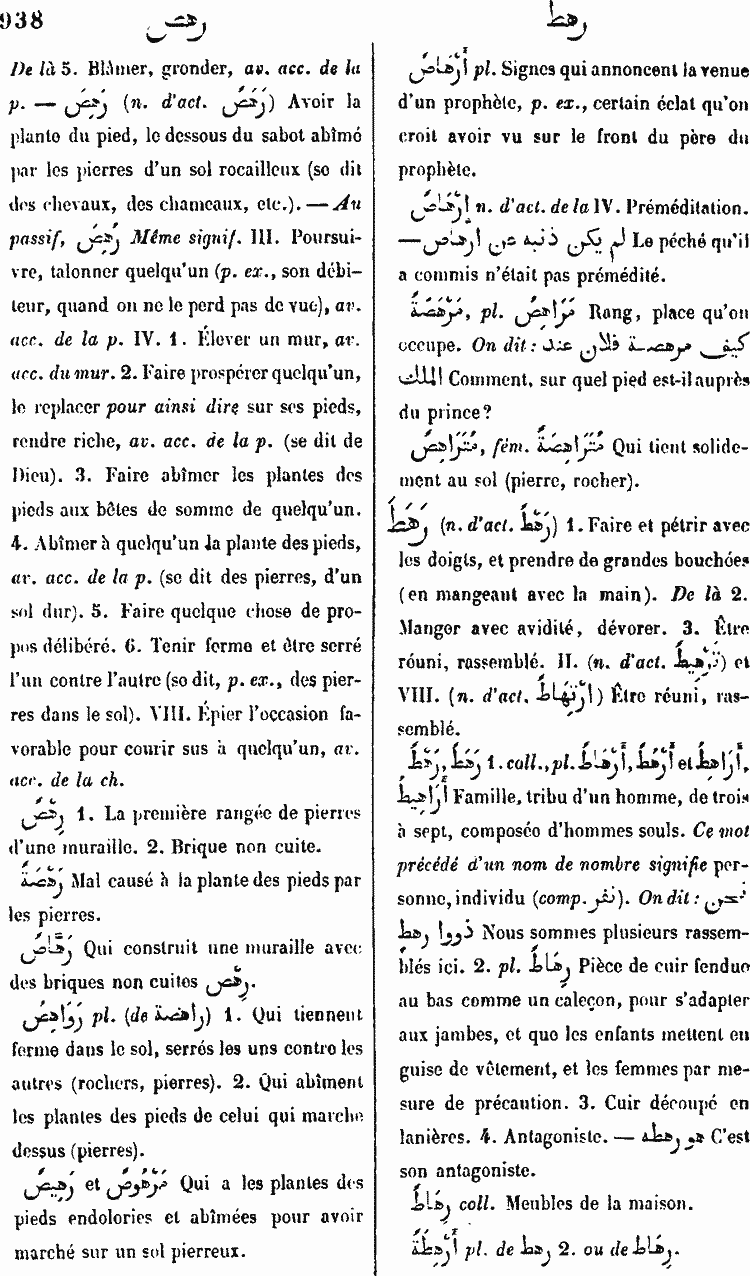 938
رهص
رهط
De là 5. Blâmer, gronder, av. acc. de la
p. — رَهِصَ (n. d'act. رَهَصٌ) Avoir la
plante du pied, le dessous du sabot abîmé
par les pierres d'un sol rocailleux (se dit
des chevaux, des chameaux, etc.). — Au
passif, رُهِصَ Même signif. III. Poursui-
vre, talonner quelqu'un (p. ex., son débi-
teur, quand on ne le perd pas de vue), av.
acc. de la p. IV. 1. Élever un mur, av.
acc. du mur. 2. Faire prospérer quelqu'un,
le replacer pour ainsi dire sur ses pieds,
rendre riche, av. acc. de la p. (se dit de
Dieu). 3. Faire abîmer les plantes des
pieds aux bêtes de somme de quelqu'un.
4. Abîmer à quelqu'un la plante des pieds,
av. acc. de la p. (se dit des pierres, d'un
sol dur). 5. Faire quelque chose de pro-
pos délibéré. 6. Tenir ferme et être serré
l'un contre l'autre (so dit, p. ex., des pier-
res dans le sol). VIII. Épier l'occasion fa-
vorable pour courir sus à quelqu'un, av.
acc. de la ch.
رِهْصٌ 1. La première rangée de pierres
d'une muraille. 2. Brique non cuite.
رَهْصَةٌ Mal causé à la plante des pieds par
les pierres.
رَهَّاصٌ Qui construit une muraille avec
des briques non cuites رِهْص.
رَوَاهِصُ pl. (de راهصة) 1. Qui tiennent
ferme dans le sol, serrés les uns contre les
autres (rochers, pierres). 2. Qui abîment
les plantes des pieds de celui qui marche
dessus (pierres).
رَهِيصٌ et مَرْهُوصٌ Qui a les plantes des
pieds endolories et abîmées pour avoir
marché sur un sol pierreux.
أَرْهَاصٌ pl. Signes qui annoncent la venue
d'un prophète, p. ex., certain éclat qu'on
croit avoir vu sur le front du père du
prophète.
إِرْهَاصٌ n. d'act. de la IV. Préméditation.
— لم يكن ذنبه عن ارهاص Le péché qu'il
a commis n'était pas prémédité.
مَرْهَصَةٌ, pl. مَرَاهِصُ Rang, place qu'on
occupe. On dit : كيف مرهصة فلان عند
الملك Comment, sur quel pied est-il auprès
du prince?
مُتَرَاهِصٌ, fém. مُتَرَاهِصَةٌ Qui tient solide-
ment au sol (pierre, rocher).
رَهَطَ (n. d'act. رَهْطٌ) 1. Faire et pétrir avec
les doigts, et prendre de grandes bouchées
(en mangeant avec la main). De là 2.
Manger avec avidité, dévorer. 3. Être
réuni, rassemblé. II. (n. d'act. تَرْهِيطٌ) et
VIII. (n. d'act. ارْتِهَاطٌ) Être réuni, ras-
semblé.
رَهْطٌ, رَهَطٌ 1. coll., pl. أَرْهَاطٌ, أَرْهُطٌ et أَرَاهِطُ,
أَرَاهِيطُ Famille, tribu d'un homme, de trois
à sept, composée d'hommes seuls. Ce mot
précédé d'un nom de nombre signifie per-
sonne, individu (comp. نفر). On dit : نحن
ذووا رهط Nous sommes plusieurs rassem-
blés ici. 2. pl. رِهَاطٌ Pièce de cuir fendue
au bas comme un caleçon, pour s'adapter
aux jambes, et que les enfants mettent en
guise de vêtement, et les femmes par me-
sure de précaution. 3. Cuir découpé en
lanières. 4. Antagoniste. — هو رهطه C'est
son antagoniste.
رِهَاطٌ coll. Meubles de la maison.
أَرْهِطَةٌ pl. de رهط 2. ou de رِهَاط.